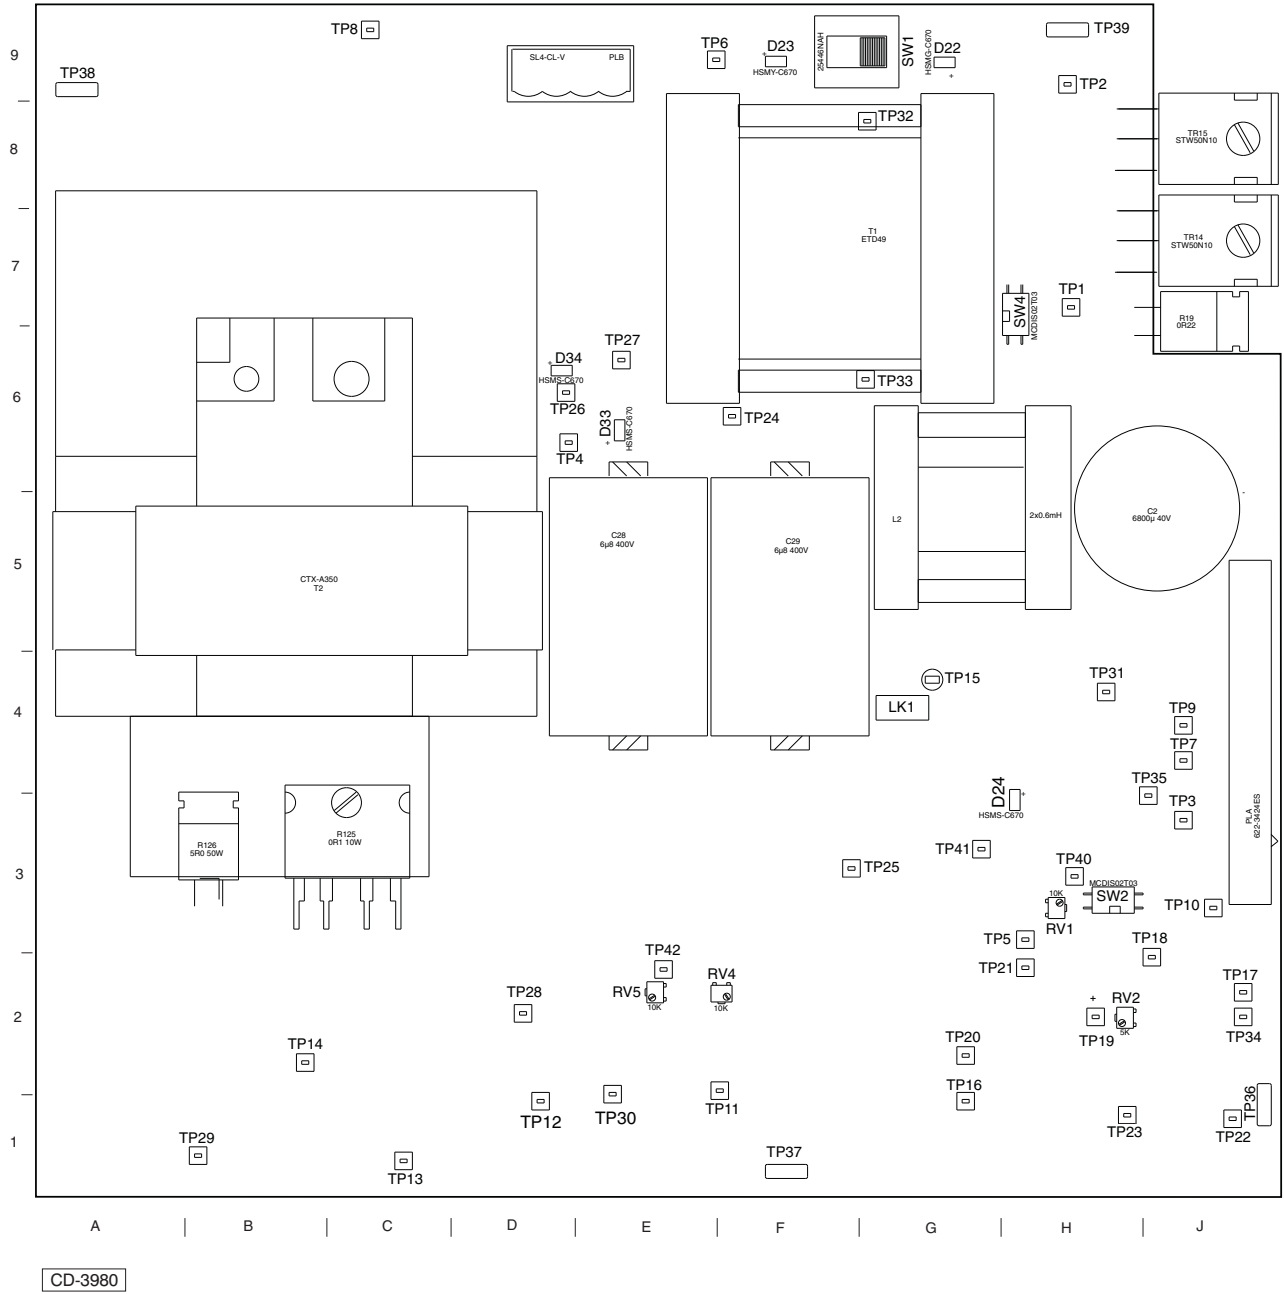 TP8
TP39
9
TP38
SL4-CL-V PLB
TP6
D23
HSMY-C670
25446NAH
SW1
HSMG-C670
D22
TP2
TP32
8
TR15
STW50N10
7
T1
ETD49
TR14
STW50N10
TP1
SW4
MCDIS02T03
R19
0R22
TP27
D34
HSMS-C670
TP26
6
TP33
D33
HSMS-C670
TP24
TP4
C28
6µ8 400V
C29
6µ8 400V
L2
2x0.6mH
C2
6800µ 40V
-
5
CTX-A350
T2
TP31
TP15
4
LK1
TP9
TP7
D24
HSMS-C670
TP35
TP3
PLA
622-3424ES
R126
5R0 50W
R125
0R1 10W
TP41
3
TP25
TP40
MCDIS02T03
SW2
10K
RV1
TP10
TP5
TP18
TP42
TP21
RV4
10K
TP17
TP28
RV5
10K
+
RV2
5K
2
TP19
TP34
TP14
TP20
TP16
TP11
TP12
TP30
TP36
TP23
TP22
1
TP29
TP13
TP37
A B C D E F G H J
CD-3980